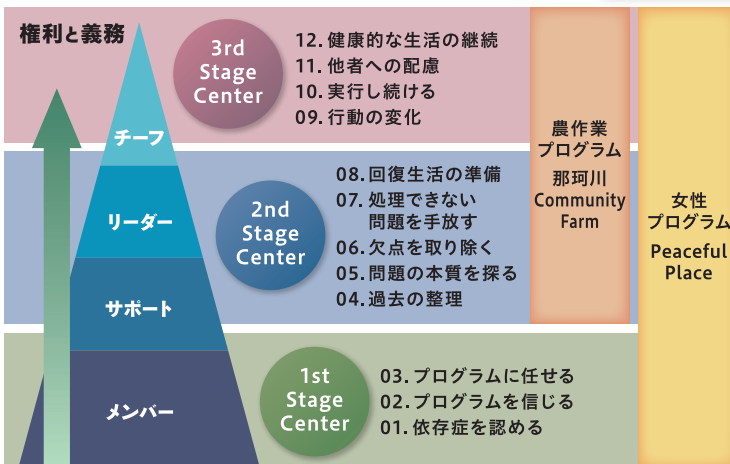 権利と義務
チーフ
リーダー
サポート
メンバー
3rd
Stage
Center
12. 健康的な生活の継続
11. 他者への配慮
10. 実行し続ける
09. 行動の変化
2nd
Stage
Center
08. 回復生活の準備
07. 処理できない
問題を手放す
06. 欠点を取り除く
05. 問題の本質を探る
04. 過去の整理
1st
Stage
Center
03. プログラムに任せる
02. プログラムを信じる
01. 依存症を認める
農作業
プログラム
那珂川
Community
Farm
女性
プログラム
Peaceful
Place